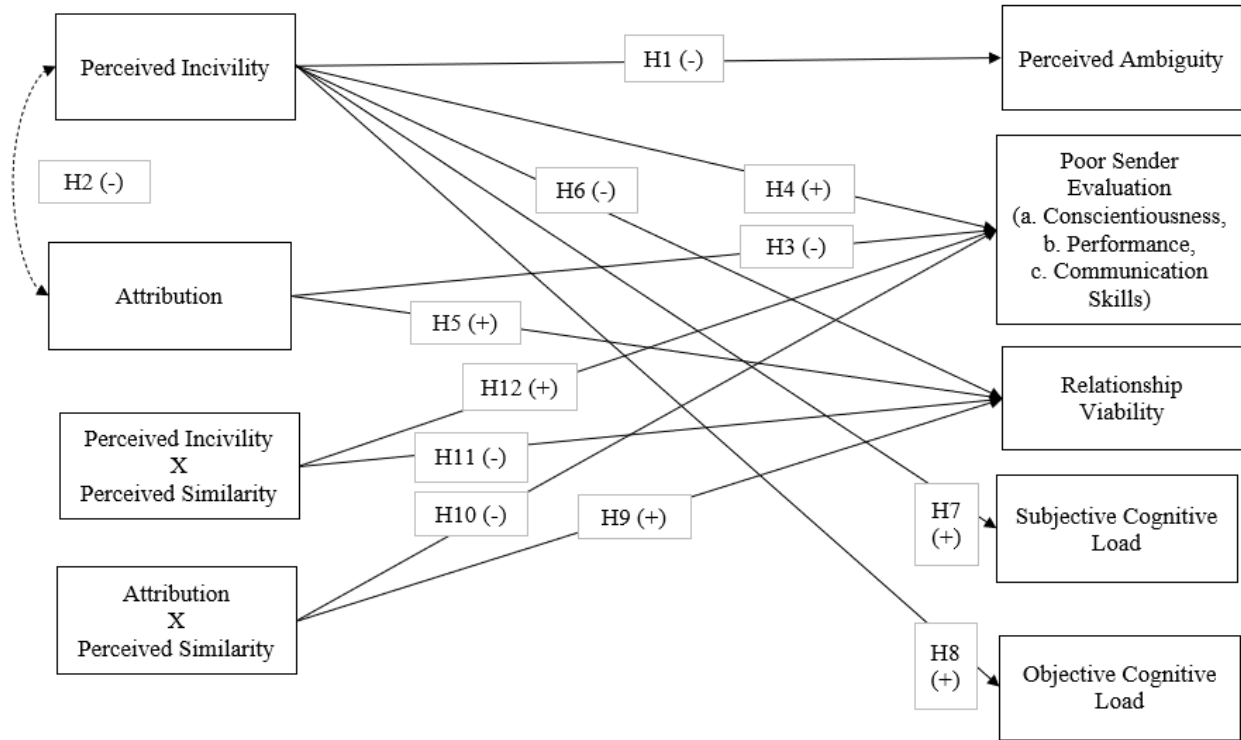 Perceived Incivility
H1 (-)
Perceived Ambiguity
H2 (-)
H6 (-)
H4 (+)
Poor Sender
Evaluation
(a. Conscientiousness,
b. Performance,
c. Communication
Skills)
H3 (-)
Attribution
H5 (+)
H12 (+)
Relationship
Viability
Perceived Incivility
X
Perceived Similarity
H11 (-)
H10 (-)
H9 (+)
H7
(+)
Subjective Cognitive
Load
Attribution
X
Perceived Similarity
H8
(+)
Objective Cognitive
Load